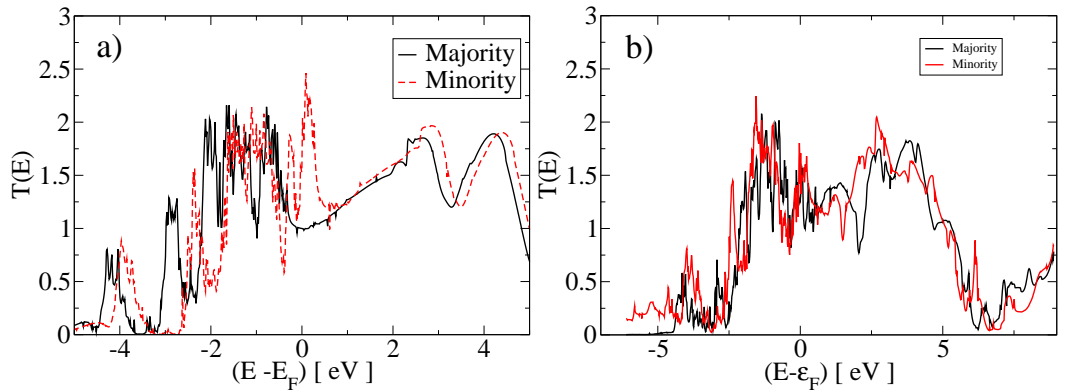 a)
Majority
Minority
T(E)
3
2.5
2
1.5
1
0.5
0
-4
-2
0
2
4
(E -E_F) [ eV ]
b)
Majority
Minority
T(E)
3
2.5
2
1.5
1
0.5
0
-5
0
5
(E-ε_F) [ eV ]